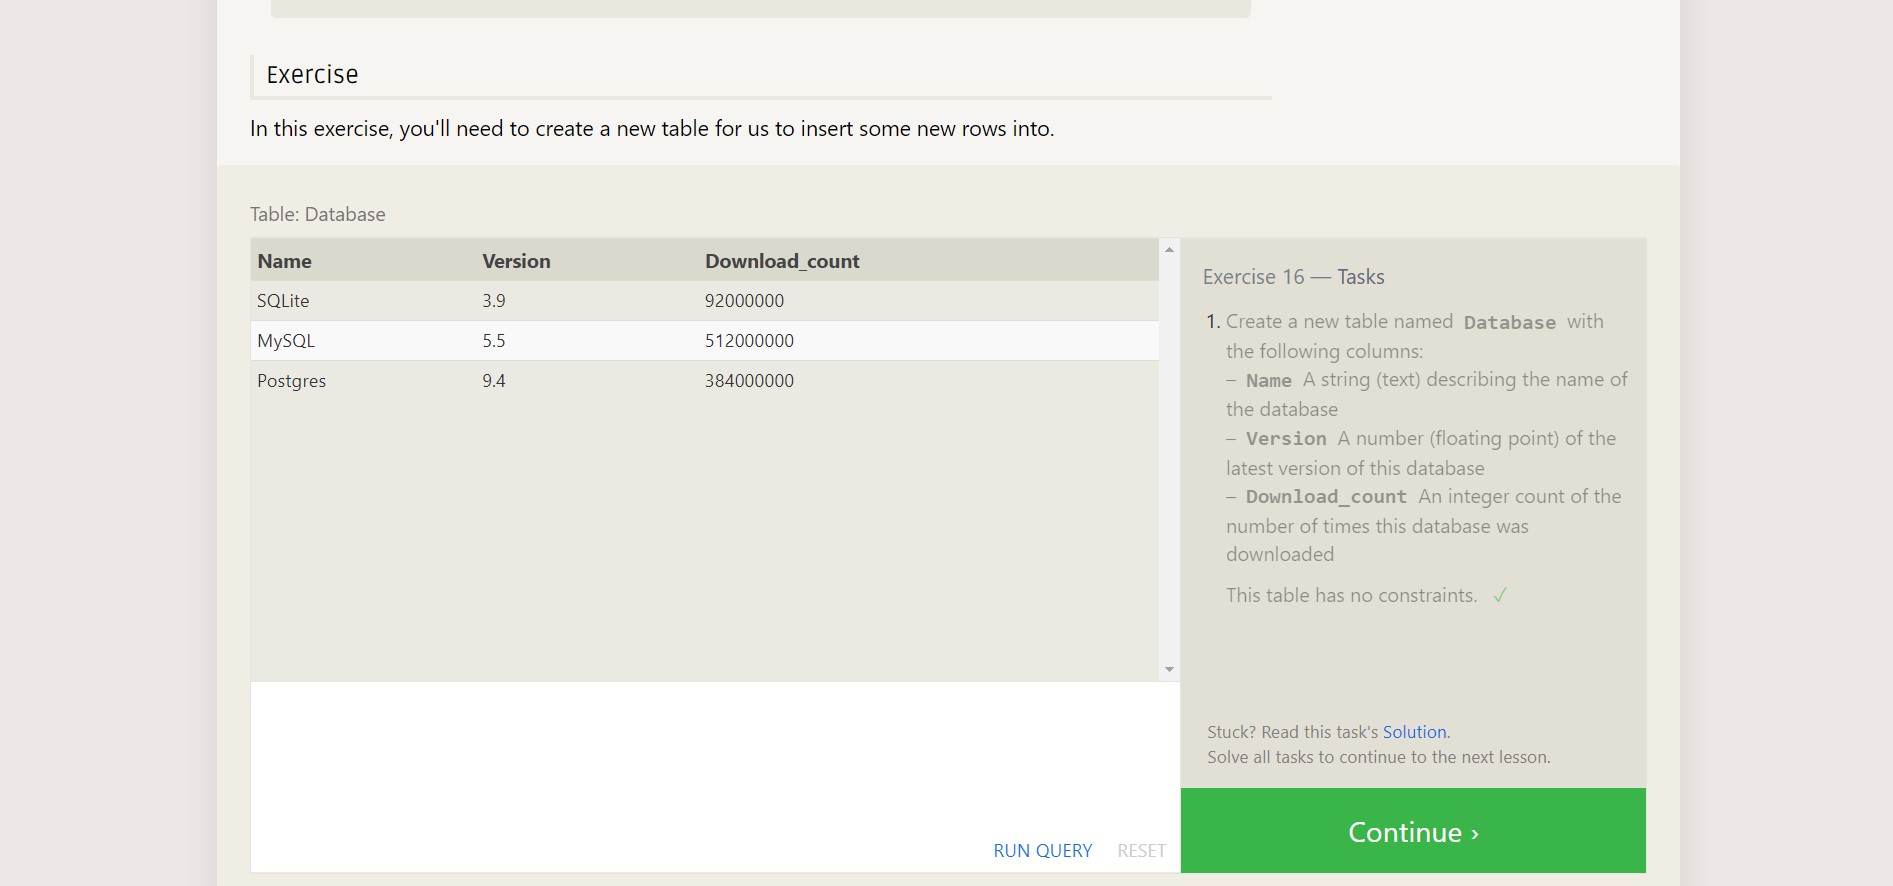 Exercise
In this exercise, you'll need to create a new table for us to insert some new rows into.
Table: Database
Name Version Download_count
SQLite 3.9 92000000
MySQL 5.5 512000000
Postgres 9.4 384000000
Exercise 16 — Tasks
1. Create a new table named Database with
the following columns:
– Name A string (text) describing the name of
the database
– Version A number (floating point) of the
latest version of this database
– Download_count An integer count of the
number of times this database was
downloaded
This table has no constraints. ✓
Stuck? Read this task's Solution.
Solve all tasks to continue to the next lesson.
RUN QUERY RESET
Continue ›